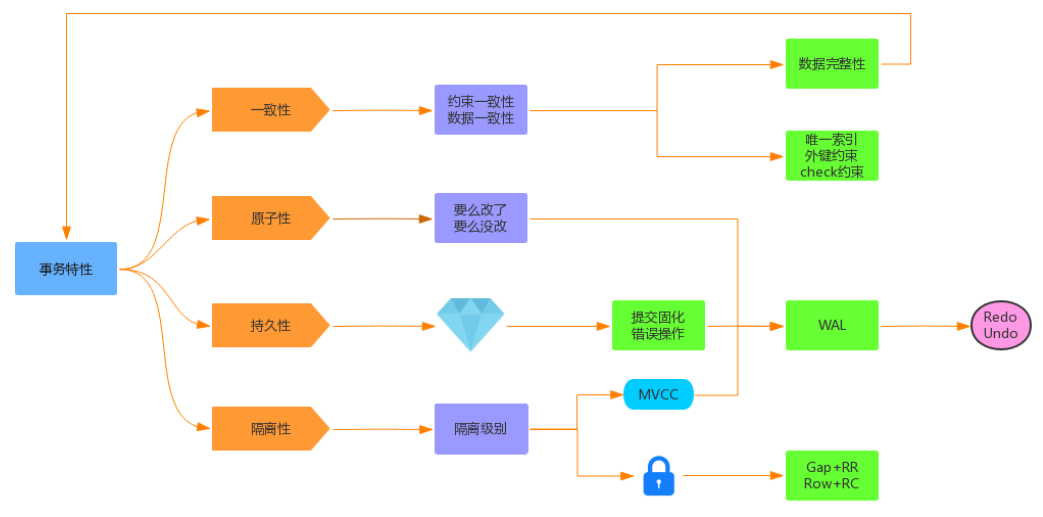 数据完整性
一致性
约束一致性
数据一致性
唯一索引
外键约束
check约束
原子性
要么改了
要么没改
事务特性
持久性
提交固化
错误操作
WAL
Redo
Undo
MVCC
隔离性
隔离级别
Gap+RR
Row+RC